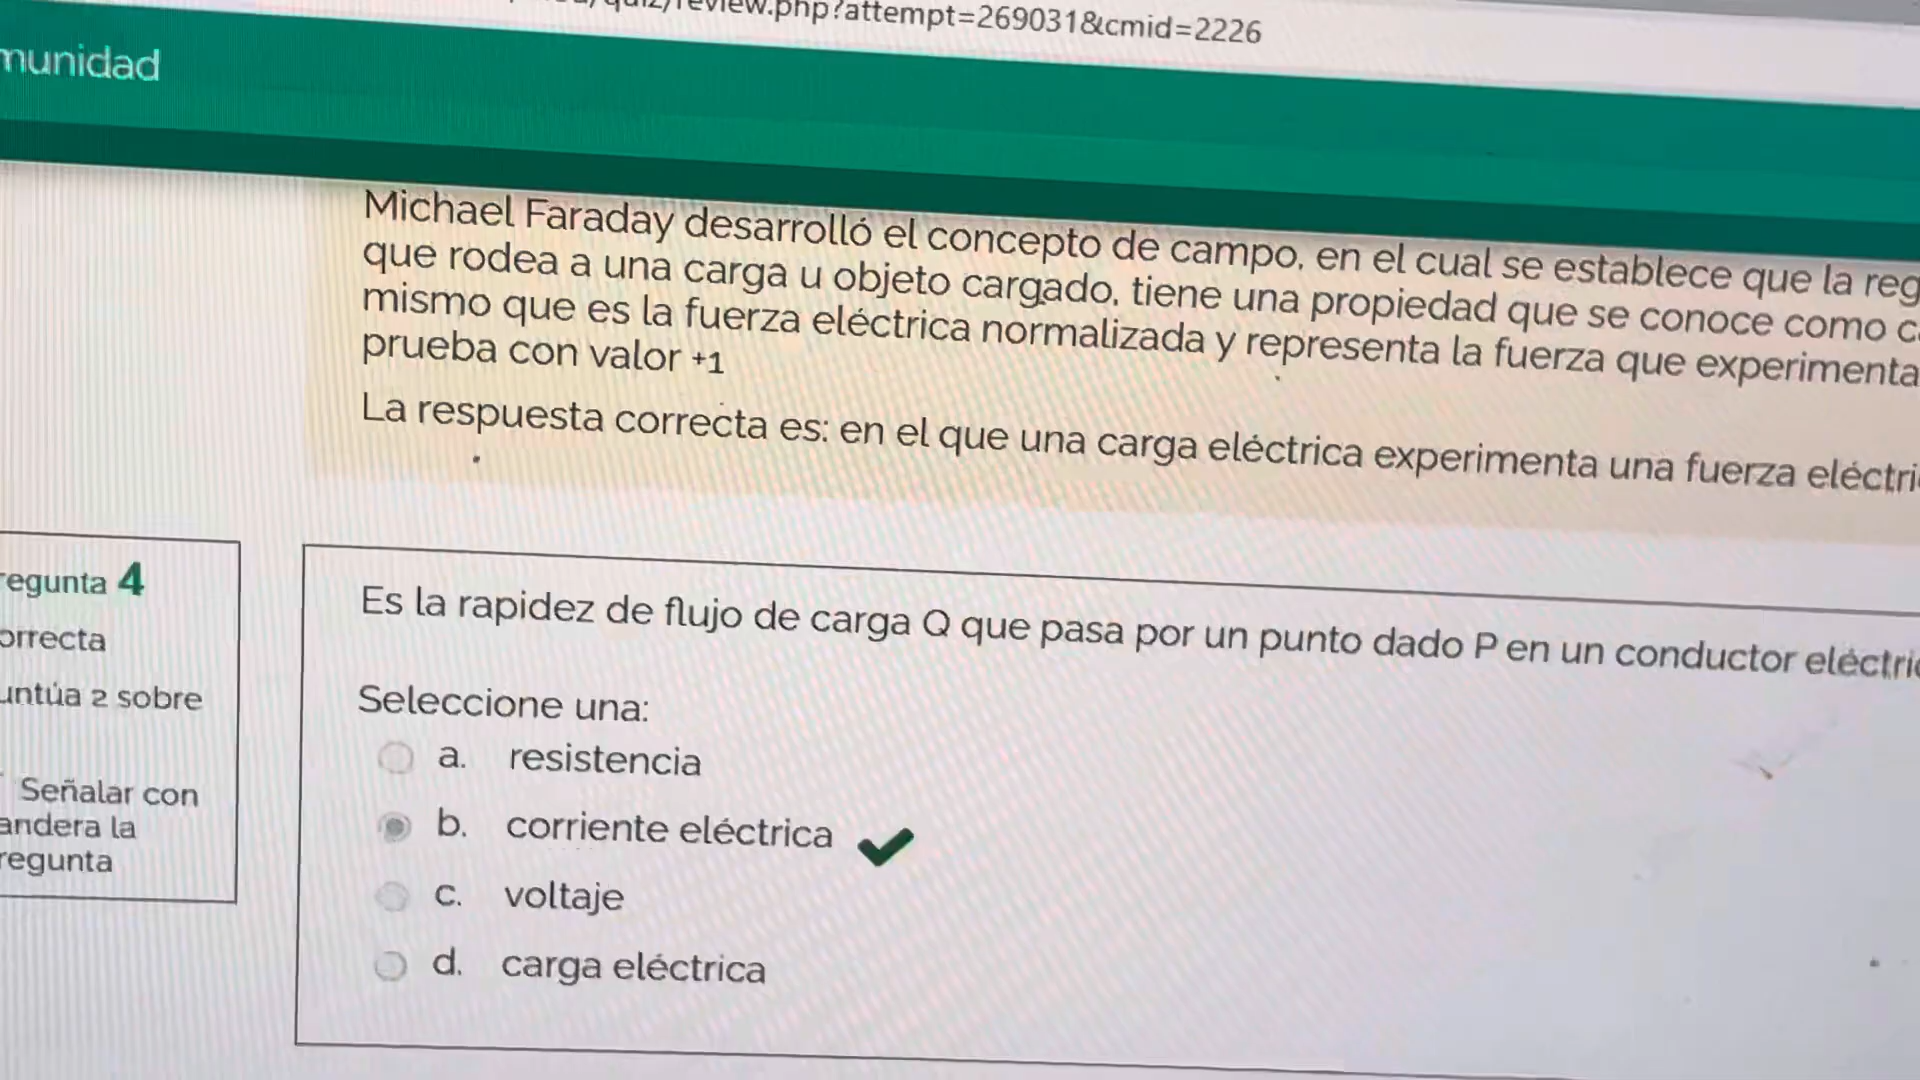 quiz/review.php?attempt=269031&cmid=2226
munidad
Michael Faraday desarrolló el concepto de campo, en el cual se establece que la reg
que rodea a una carga u objeto cargado, tiene una propiedad que se conoce como c
mismo que es la fuerza eléctrica normalizada y representa la fuerza que experimenta
prueba con valor +1
La respuesta correcta es: en el que una carga eléctrica experimenta una fuerza eléctri
regunta 4
orrecta
untúa 2 sobre
Señalar con
andera la
regunta
Es la rapidez de flujo de carga Q que pasa por un punto dado P en un conductor eléctric
Seleccione una:
a. resistencia
b. corriente eléctrica
c. voltaje
d. carga eléctrica